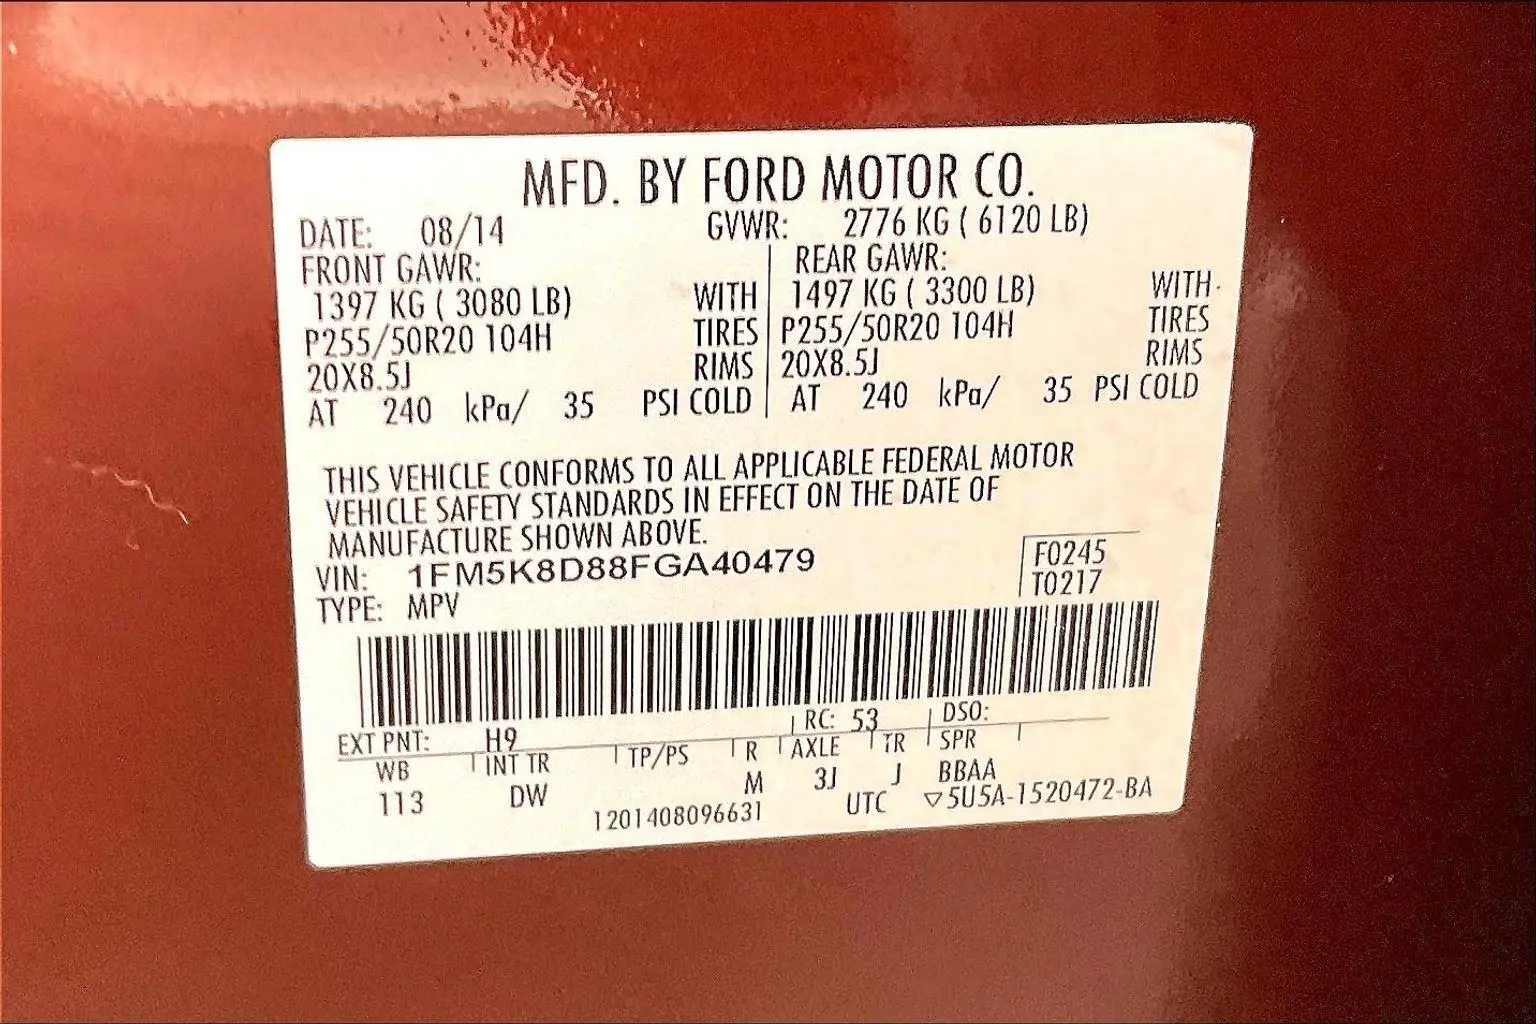 MFD. BY FORD MOTOR CO.
DATE: 08/14 GVWR: 2776 KG ( 6120 LB)
FRONT GAWR: REAR GAWR:
1397 KG ( 3080 LB) WITH 1497 KG ( 3300 LB) WITH
P255/50R20 104H TIRES P255/50R20 104H TIRES
20X8.5J RIMS 20X8.5J RIMS
AT 240 kPa/ 35 PSI COLD AT 240 kPa/ 35 PSI COLD
THIS VEHICLE CONFORMS TO ALL APPLICABLE FEDERAL MOTOR
VEHICLE SAFETY STANDARDS IN EFFECT ON THE DATE OF
MANUFACTURE SHOWN ABOVE.
VIN: 1FM5K8D88FGA40479 F0245
TYPE: MPV T0217
EXT PNT: H9 RC: 53 DSO:
WB INT TR TP/PS R AXLE TR SPR
113 DW M 3J J BBAA
1201408096631 UTC ▽5U5A-1520472-BA